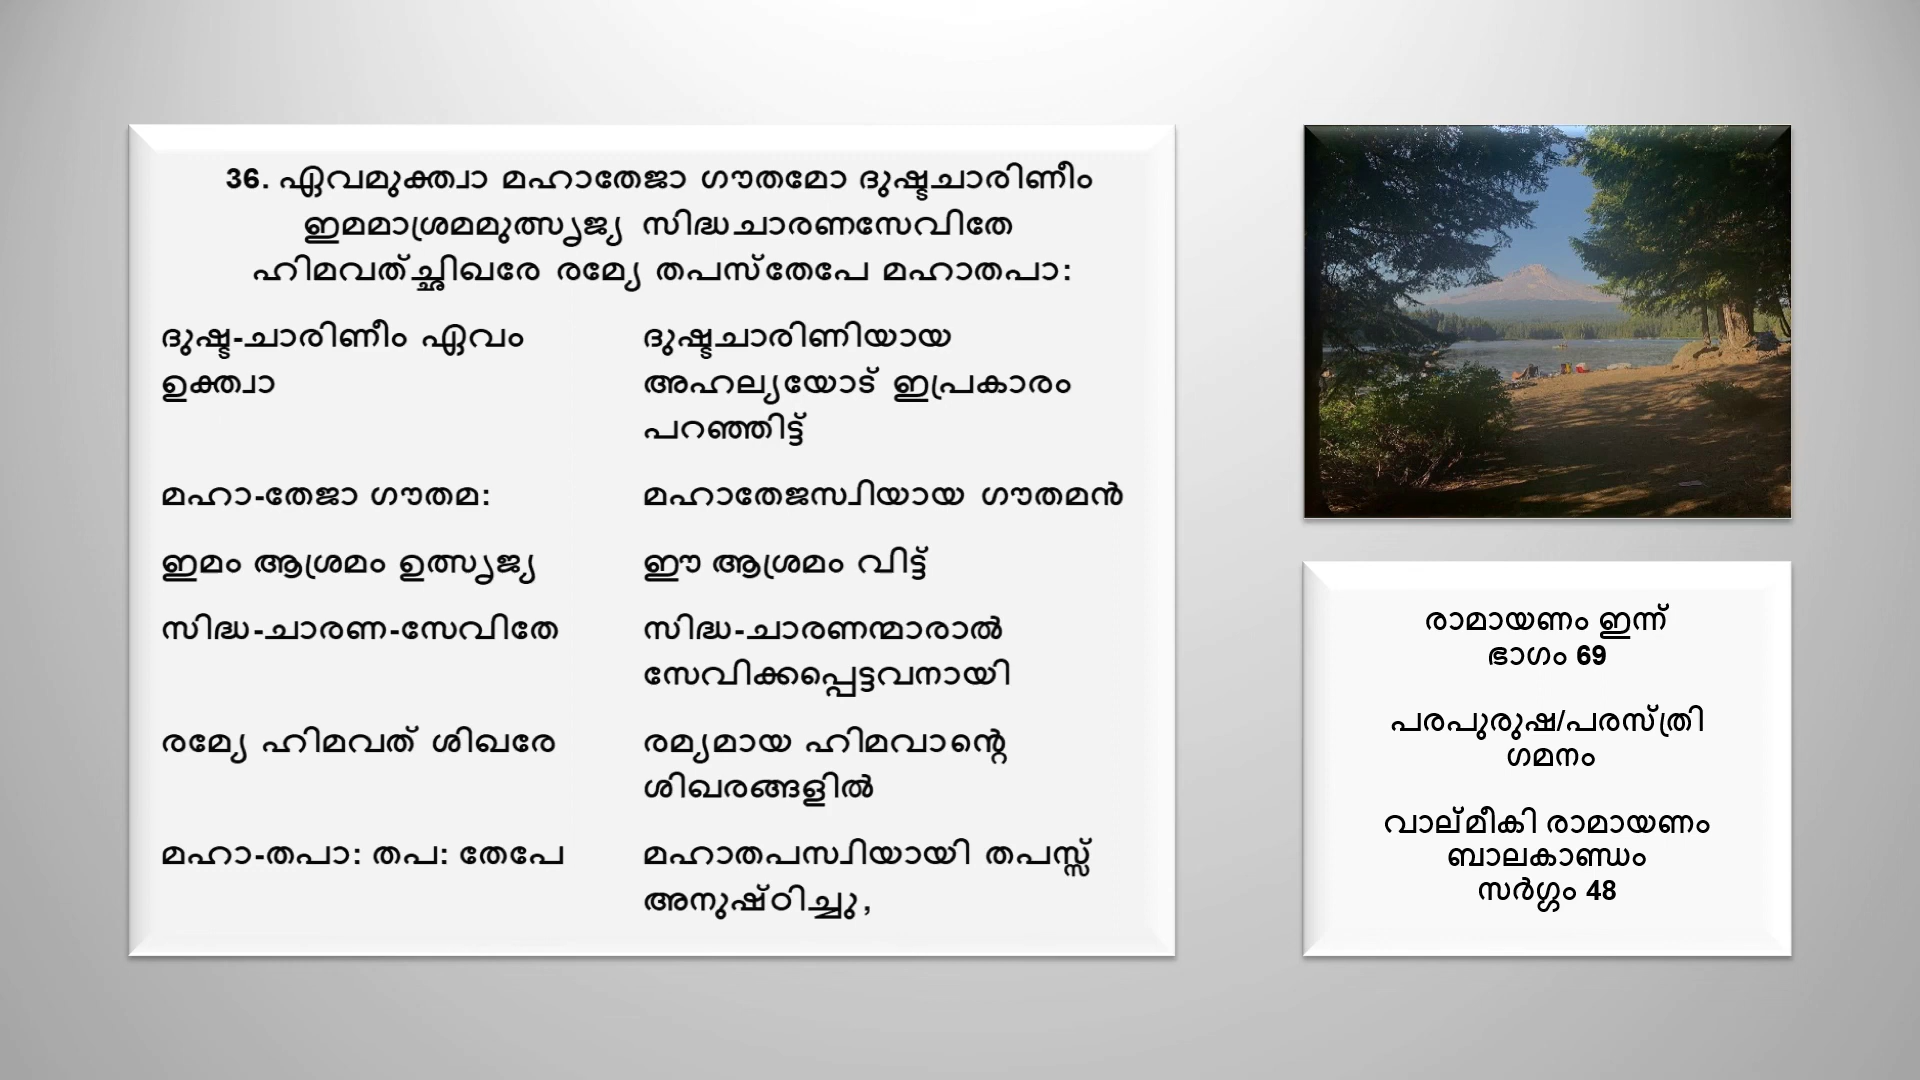 36. ഏവമുക്ത്വാ മഹാതേജാ ഗൗതമോ ദുഷ്ടചാരിണീം
ഇമമാശ്രമമുത്സൃജ്യ സിദ്ധചാരണസേവിതേ
ഹിമവത്ച്ഛിഖരേ രമ്യേ തപസ്തേപേ മഹാതപാ:
ദുഷ്ട-ചാരിണീം ഏവം
ഉക്ത്വാ
ദുഷ്ടചാരിണിയായ
അഹല്യയോട് ഇപ്രകാരം
പറഞ്ഞിട്ട്
മഹാ-തേജാ ഗൗതമ:
മഹാതേജസ്വിയായ ഗൗതമൻ
ഇമം ആശ്രമം ഉത്സൃജ്യ
ഈ ആശ്രമം വിട്ട്
സിദ്ധ-ചാരണ-സേവിതേ
സിദ്ധ-ചാരണന്മാരാൽ
സേവിക്കപ്പെട്ടവനായി
രമ്യേ ഹിമവത് ശിഖരേ
രമ്യമായ ഹിമവാന്റെ
ശിഖരങ്ങളിൽ
മഹാ-തപാ: തപ: തേപേ
മഹാതപസ്വിയായി തപസ്സ്
അനുഷ്ഠിച്ചു,
രാമായണം ഇന്ന്
ഭാഗം 69
പരപുരുഷ/പരസ്ത്രി
ഗമനം
വാല്മീകി രാമായണം
ബാലകാണ്ഡം
സർഗ്ഗം 48